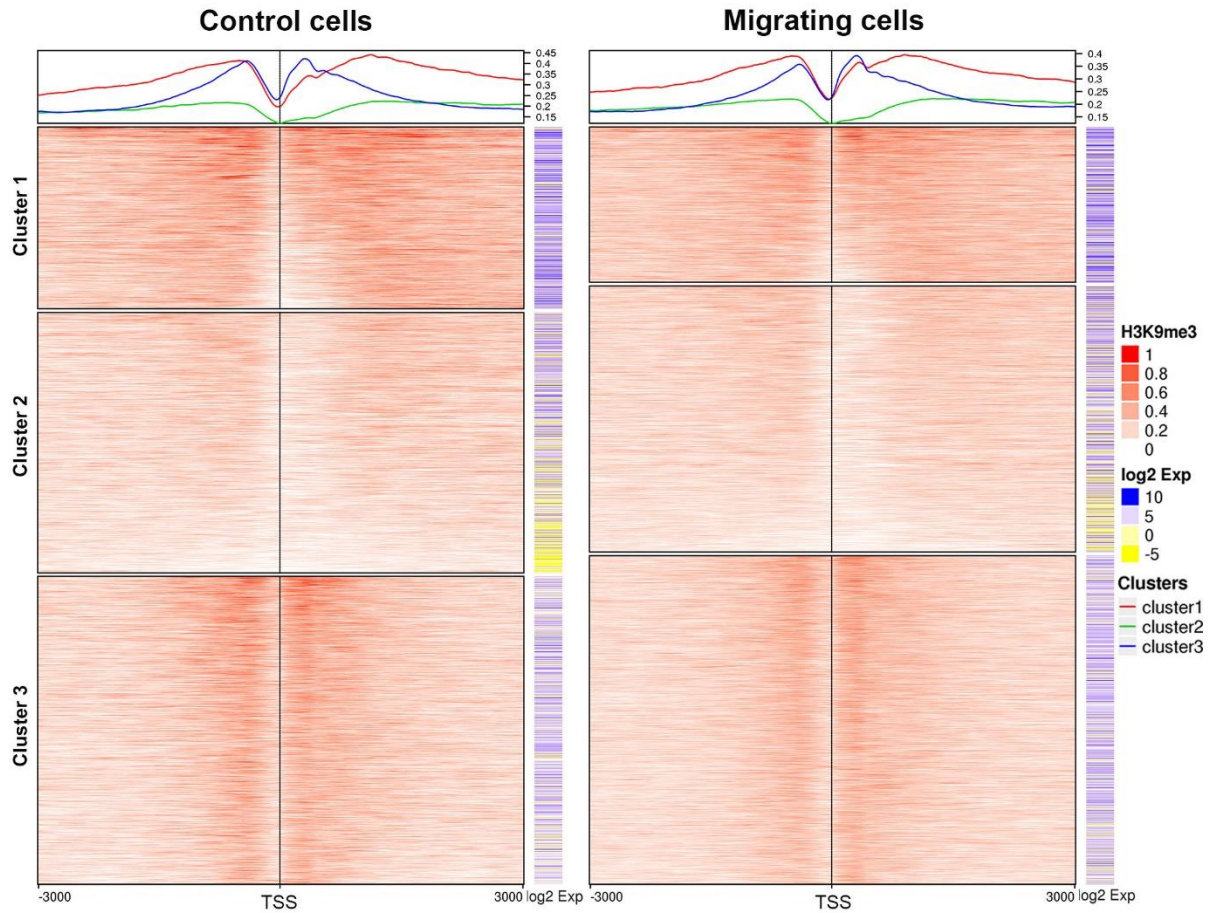 Control cells
Migrating cells
0.45
0.4
0.35
0.3
0.25
0.2
0.15
0.4
0.35
0.3
0.25
0.2
0.15
Cluster 1
Cluster 2
Cluster 3
H3K9me3
1
0.8
0.6
0.4
0.2
0
log2 Exp
10
5
0
-5
Clusters
cluster1
cluster2
cluster3
-3000
TSS
3000
log2 Exp
-3000
TSS
3000
log2 Exp